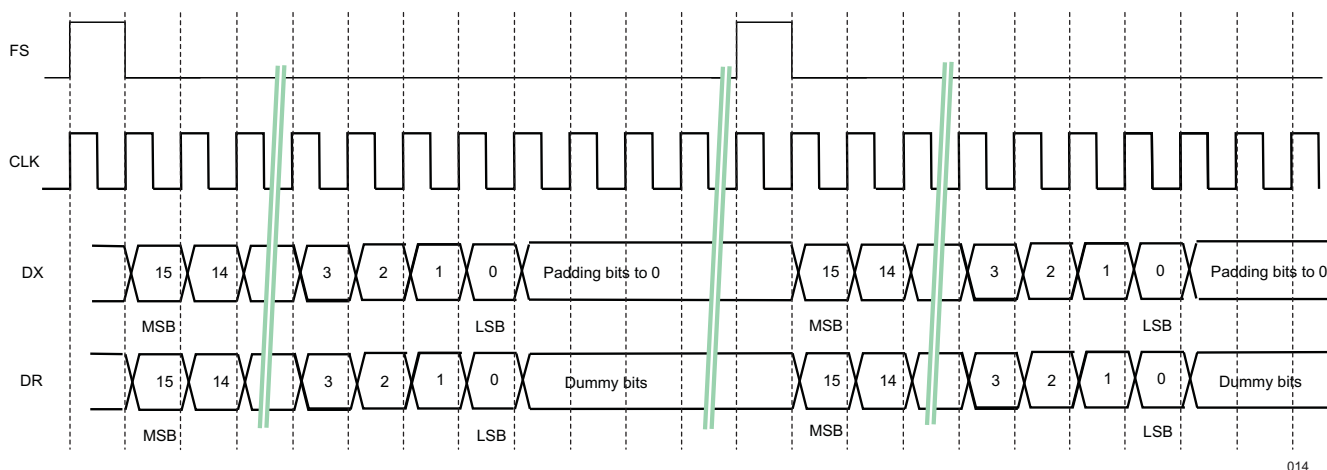 FS
CLK
DX 15 14 3 2 1 0 Padding bits to 0 15 14 3 2 1 0 Padding bits to 0
MSB LSB MSB LSB
DR 15 14 3 2 1 0 Dummy bits 15 14 3 2 1 0 Dummy bits
MSB LSB MSB LSB
014